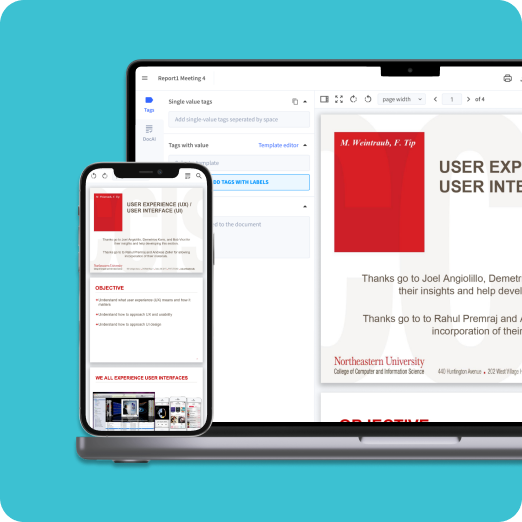 Report1 Meeting 4
Tags
DocAI
Single value tags
Add single-value tags seperated by space
Tags with value
Template editor
template
DD TAGS WITH LABELS
ed to the document
page width
1
of 4
M. Weintraub, F. Tip
USER EXP
USER INTE
Thanks go to Joel Angiolillo, Demetr
their insights and help devel
Thanks go to to Rahul Premraj and A
incorporation of their
Northeastern University
College of Computer and Information Science
440 Huntington Avenue • 202 West Village H
OBJECTIVE
USER EXPERIENCE (UX) /
USER INTERFACE (UI)
OBJECTIVE
Understand what user experience (UX) means and how it
matters
Understand how to approach UX and usability
Understand how to approach UI design
WE ALL EXPERIENCE USER INTERFACES